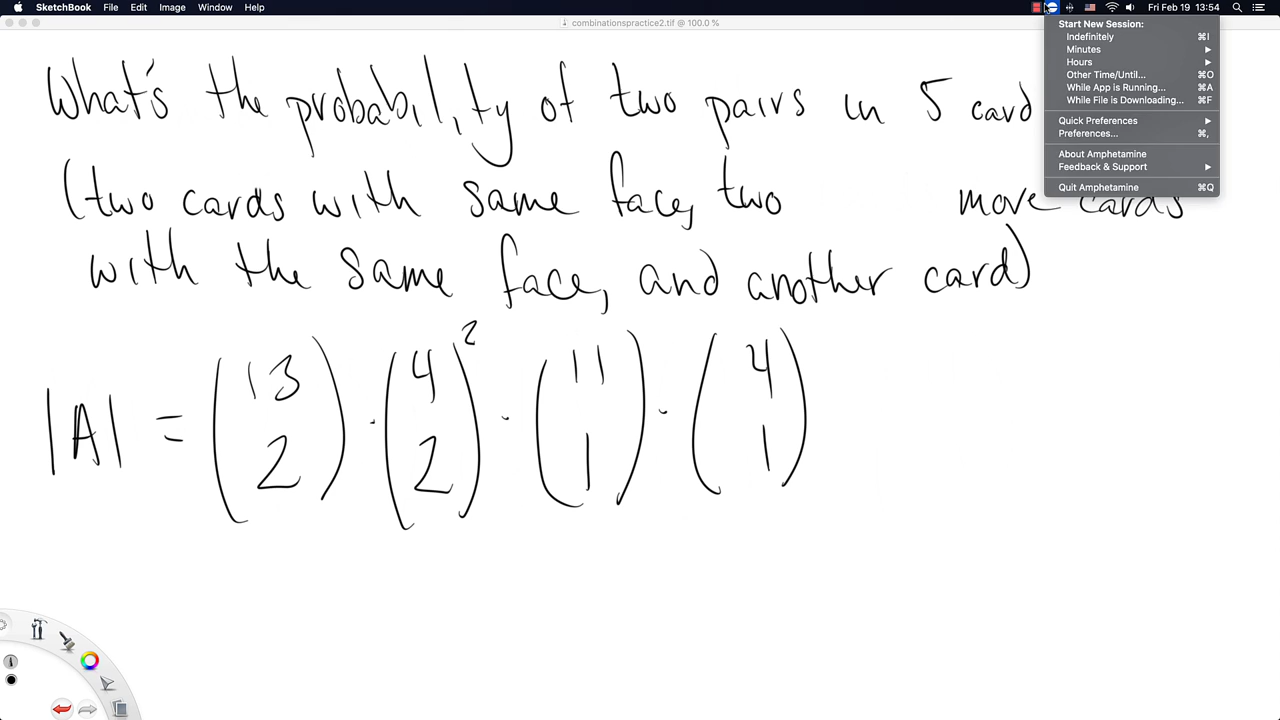 SketchBook File Edit Image Window Help Fri Feb 19 13:54
combinationspractice2.tif @ 100.0 %
Start New Session:
Indefinitely ⌘I
Minutes
Hours
Other Time/Until... ⌘O
While App is Running... ⌘A
While File is Downloading... ⌘F
Quick Preferences
Preferences... ⌘,
About Amphetamine
Feedback & Support
Quit Amphetamine ⌘Q
What's the probability of two pairs in 5 card
(two cards with same face, two more cards
with the same face, and another card)
|A| = (13 2) · (4 2)² · (11 1) · (4 1)